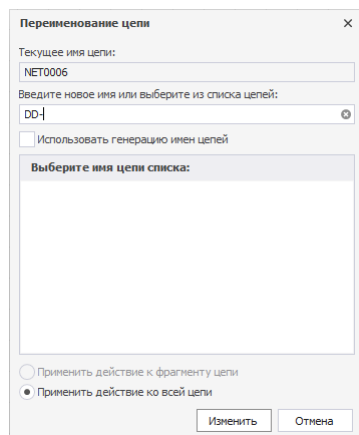 Переименование цепи
Текущее имя цепи:
NET0006
Введите новое имя или выберите из списка цепей:
DD-
Использовать генерацию имен цепей
Выберите имя цепи списка:
Применить действие к фрагменту цепи
Применить действие ко всей цепи
Изменить Отмена